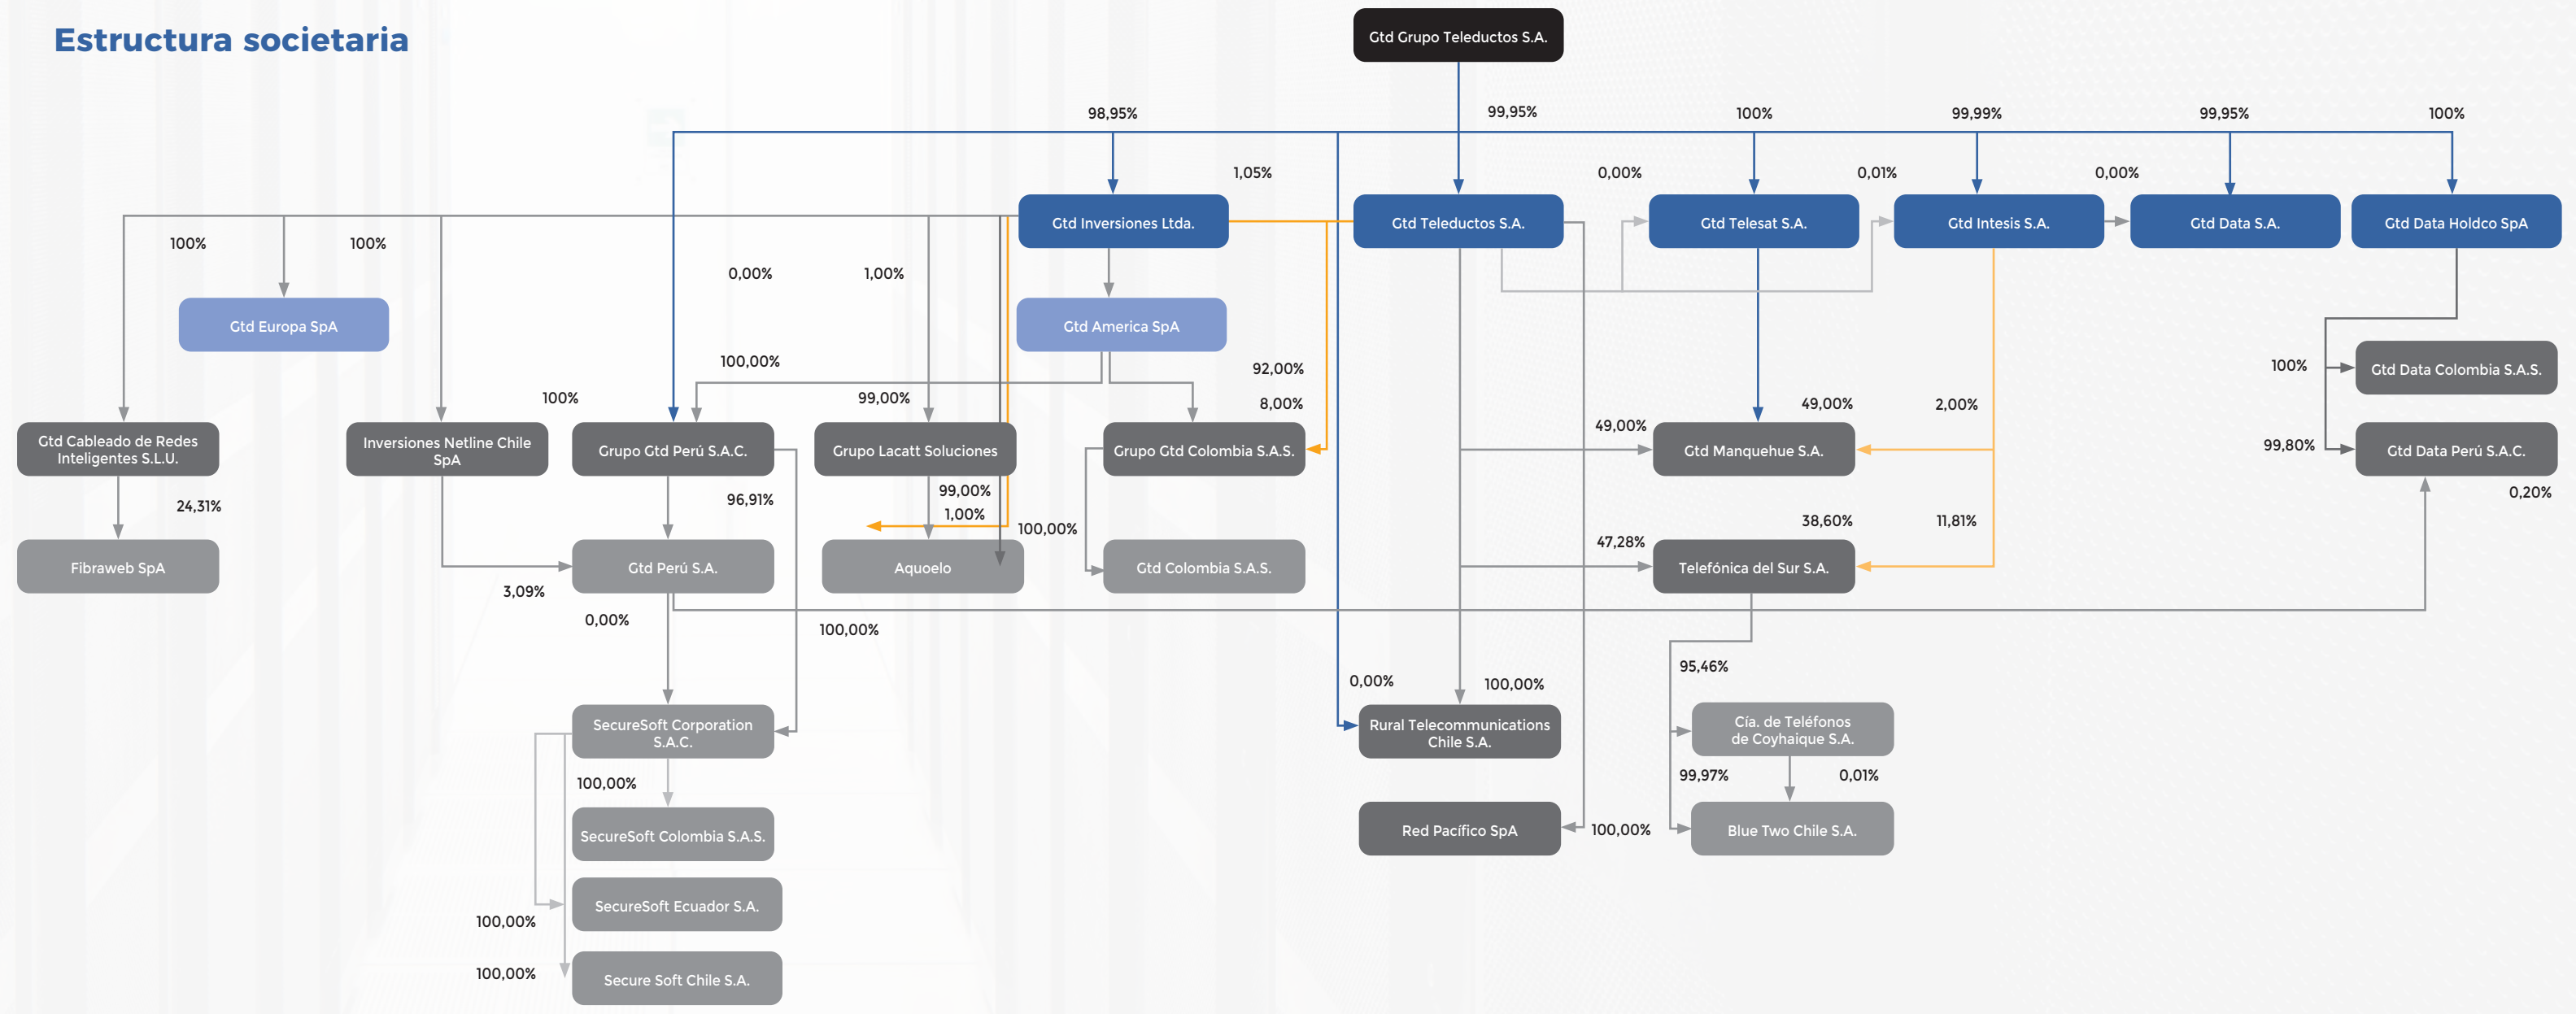 Estructura societaria
Gtd Grupo Teleductos S.A.
98,95%
99,95%
100%
99,99%
99,95%
100%
1,05%
0,00%
0,01%
0,00%
Gtd Inversiones Ltda.
Gtd Teleductos S.A.
Gtd Telesat S.A.
Gtd Intesis S.A.
Gtd Data S.A.
Gtd Data Holdco SpA
100%
100%
0,00%
1,00%
Gtd Europa SpA
Gtd America SpA
100,00%
92,00%
100%
Gtd Data Colombia S.A.S.
100%
99,00%
8,00%
49,00%
2,00%
49,00%
Gtd Cableado de Redes
Inteligentes S.L.U.
Inversiones Netline Chile
SpA
Grupo Gtd Perú S.A.C.
Grupo Lacatt Soluciones
Grupo Gtd Colombia S.A.S.
Gtd Manquehue S.A.
99,80%
Gtd Data Perú S.A.C.
24,31%
96,91%
99,00%
1,00%
0,20%
100,00%
38,60%
11,81%
47,28%
Fibraweb SpA
Gtd Perú S.A.
Aquoelo
Gtd Colombia S.A.S.
Telefónica del Sur S.A.
3,09%
0,00%
100,00%
95,46%
0,00%
100,00%
SecureSoft Corporation
S.A.C.
Rural Telecommunications
Chile S.A.
Cía. de Teléfonos
de Coyhaique S.A.
100,00%
99,97%
0,01%
SecureSoft Colombia S.A.S.
Red Pacífico SpA
100,00%
Blue Two Chile S.A.
SecureSoft Ecuador S.A.
100,00%
100,00%
Secure Soft Chile S.A.